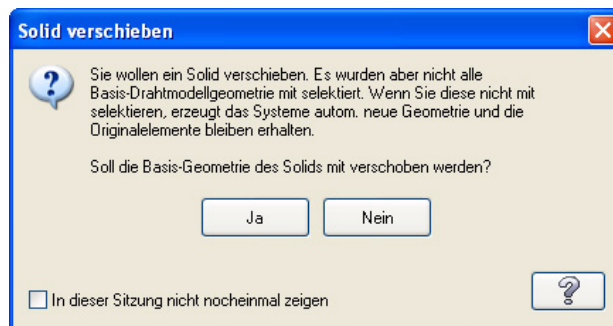 Solid verschieben
Sie wollen ein Solid verschieben. Es wurden aber nicht alle
Basis-Drahtmodellgeometrie mit selektiert. Wenn Sie diese nicht mit
selektieren, erzeugt das Systeme autom. neue Geometrie und die
Originalelemente bleiben erhalten.
Soll die Basis-Geometrie des Solids mit verschoben werden?
Ja
Nein
In dieser Sitzung nicht nocheinmal zeigen